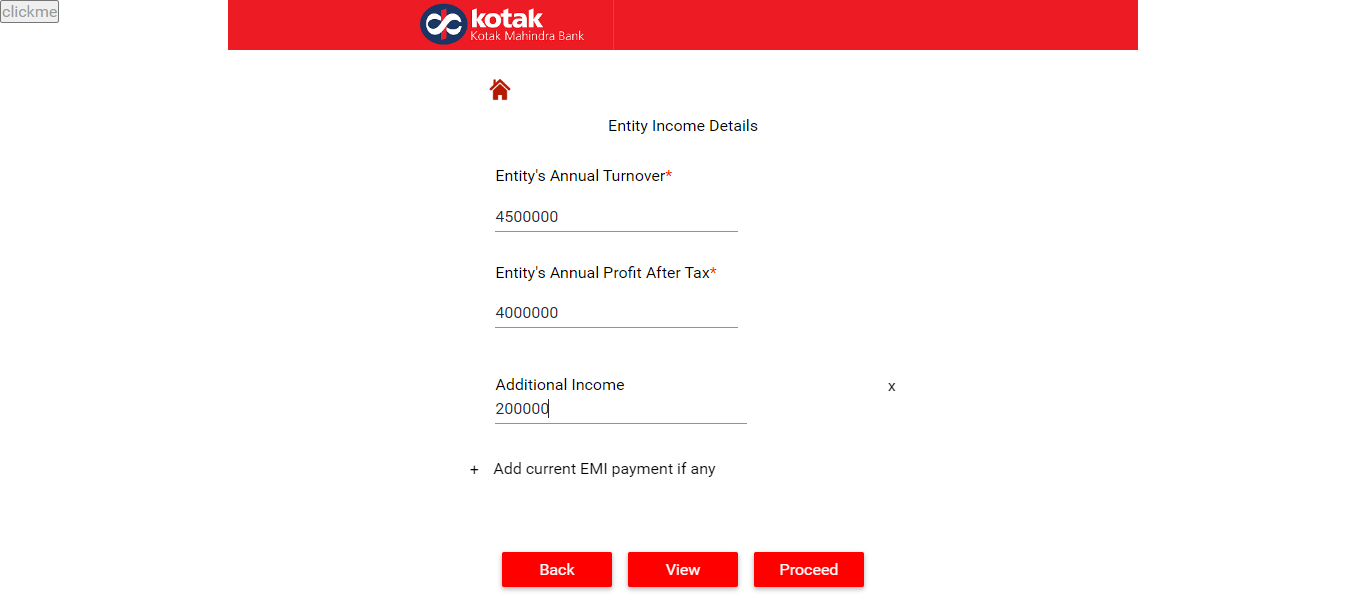 clickme
kotak
Kotak Mahindra Bank
Entity Income Details
Entity's Annual Turnover*
4500000
Entity's Annual Profit After Tax*
4000000
Additional Income x
200000
+ Add current EMI payment if any
Back View Proceed